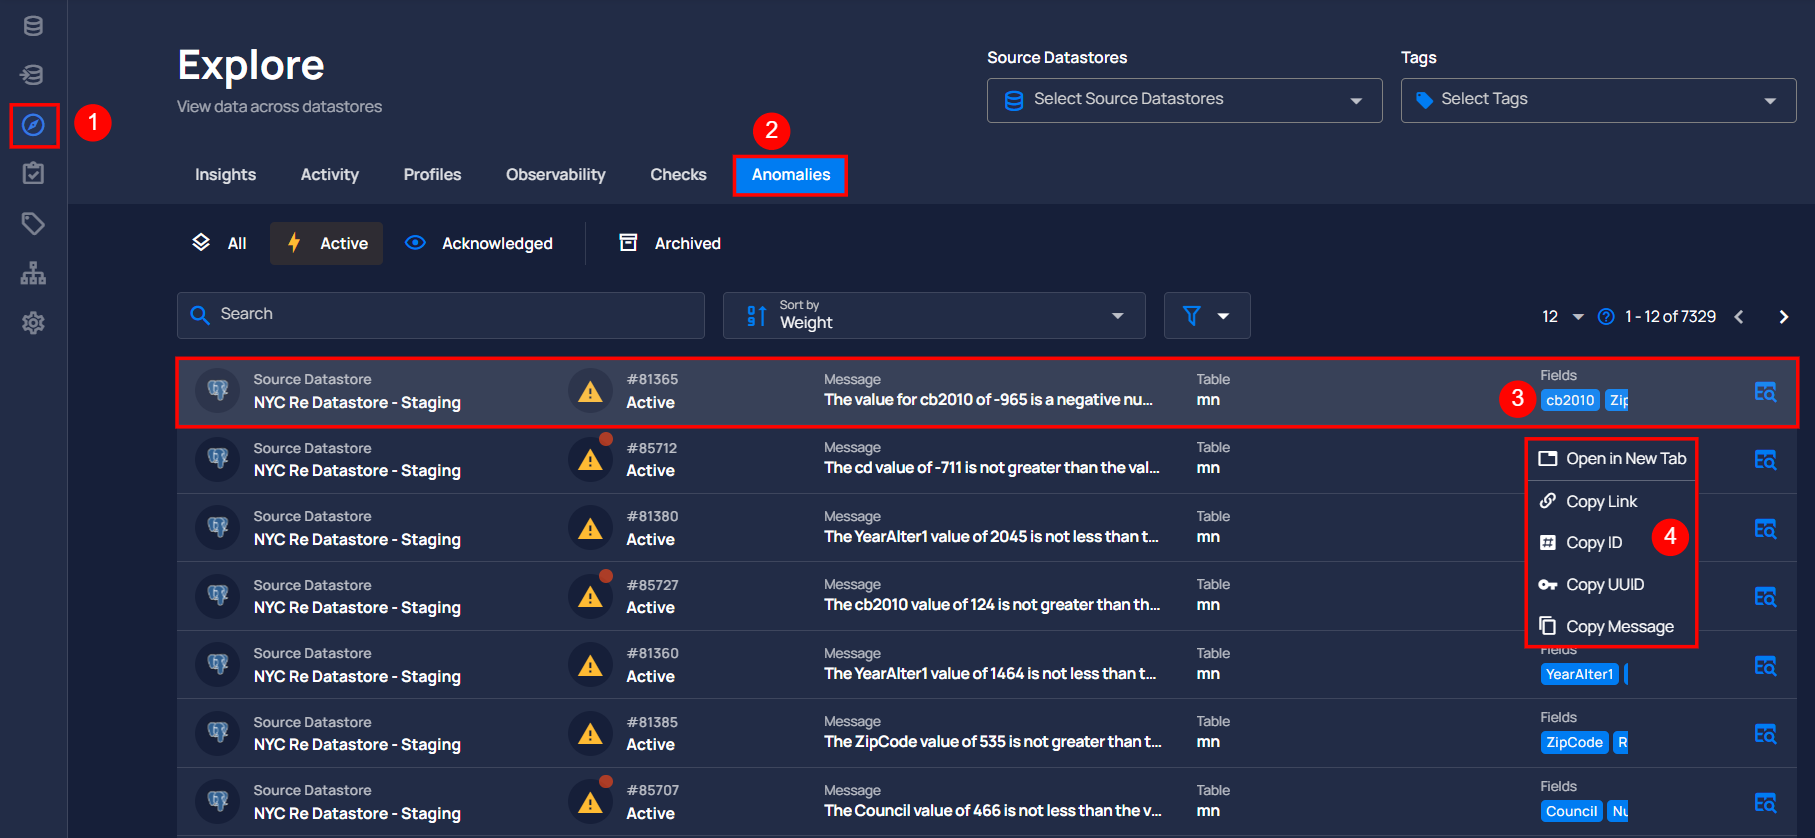 1
Explore
View data across datastores
Source Datastores
Select Source Datastores
Tags
Select Tags
2
Insights
Activity
Profiles
Observability
Checks
Anomalies
All
Active
Acknowledged
Archived
Search
Sort by
Weight
12
1 - 12 of 7329
Source Datastore
NYC Re Datastore - Staging
#81365
Active
Message
The value for cb2010 of -965 is a negative nu...
Table
mn
3
Fields
cb2010 Zip
Source Datastore
NYC Re Datastore - Staging
#85712
Active
Message
The cd value of -711 is not greater than the val...
Table
mn
Open in New Tab
Copy Link
Copy ID
4
Copy UUID
Copy Message
Source Datastore
NYC Re Datastore - Staging
#81380
Active
Message
The YearAlter1 value of 2045 is not less than t...
Table
mn
Source Datastore
NYC Re Datastore - Staging
#85727
Active
Message
The cb2010 value of 124 is not greater than th...
Table
mn
Source Datastore
NYC Re Datastore - Staging
#81360
Active
Message
The YearAlter1 value of 1464 is not less than t...
Table
mn
Fields
YearAlter1
Source Datastore
NYC Re Datastore - Staging
#81385
Active
Message
The ZipCode value of 535 is not greater than t...
Table
mn
Fields
ZipCode R
Source Datastore
NYC Re Datastore - Staging
#85707
Active
Message
The Council value of 466 is not less than the v...
Table
mn
Fields
Council Nu